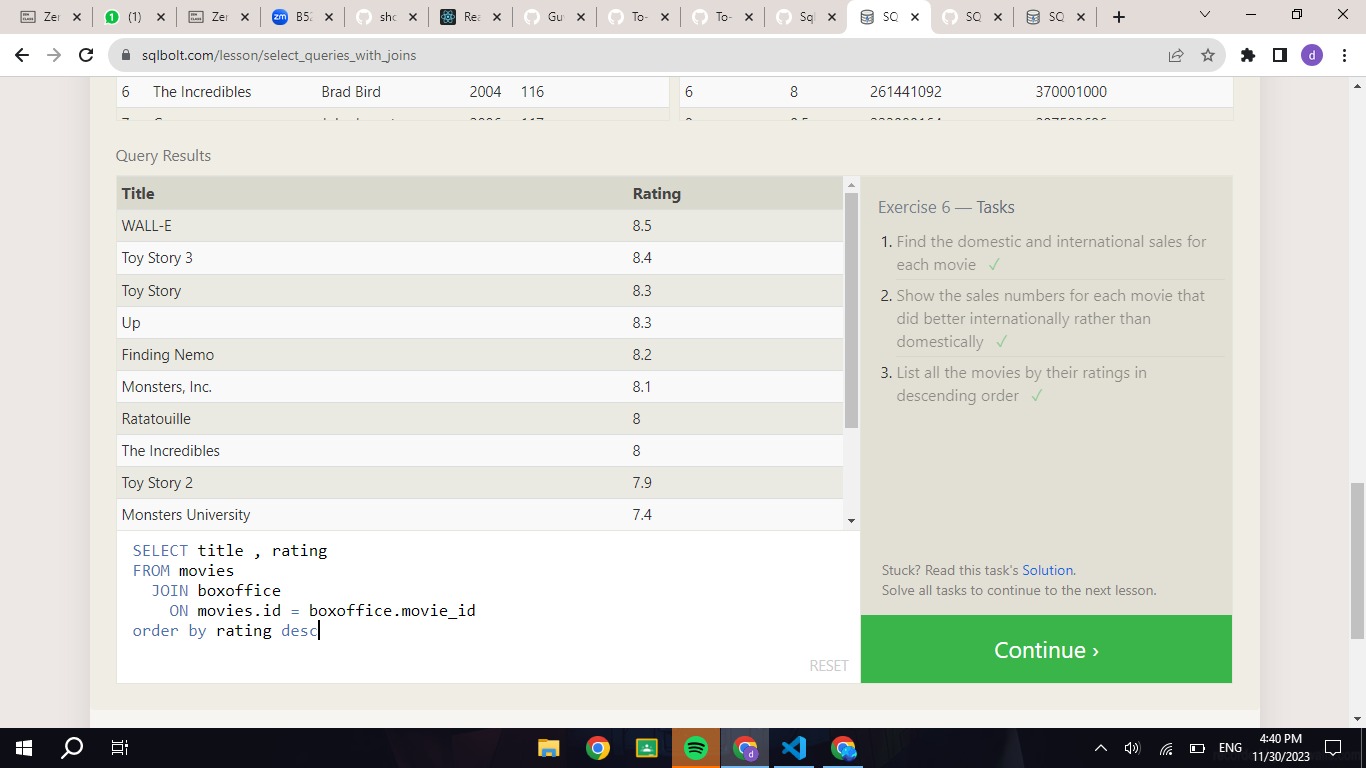 Zer
(1)
Zer
B52
sho
Rea
Gu
To-
To-
Sql
SQ
SQ
SQ
sqlbolt.com/lesson/select_queries_with_joins
d
6 The Incredibles Brad Bird 2004 116
6 8 261441092 370001000
Query Results
Title Rating
WALL-E 8.5
Toy Story 3 8.4
Toy Story 8.3
Up 8.3
Finding Nemo 8.2
Monsters, Inc. 8.1
Ratatouille 8
The Incredibles 8
Toy Story 2 7.9
Monsters University 7.4
SELECT title , rating
FROM movies
JOIN boxoffice
ON movies.id = boxoffice.movie_id
order by rating desc
RESET
Exercise 6 — Tasks
1. Find the domestic and international sales for
each movie ✓
2. Show the sales numbers for each movie that
did better internationally rather than
domestically ✓
3. List all the movies by their ratings in
descending order ✓
Stuck? Read this task's Solution.
Solve all tasks to continue to the next lesson.
Continue ›
ENG
4:40 PM
11/30/2023